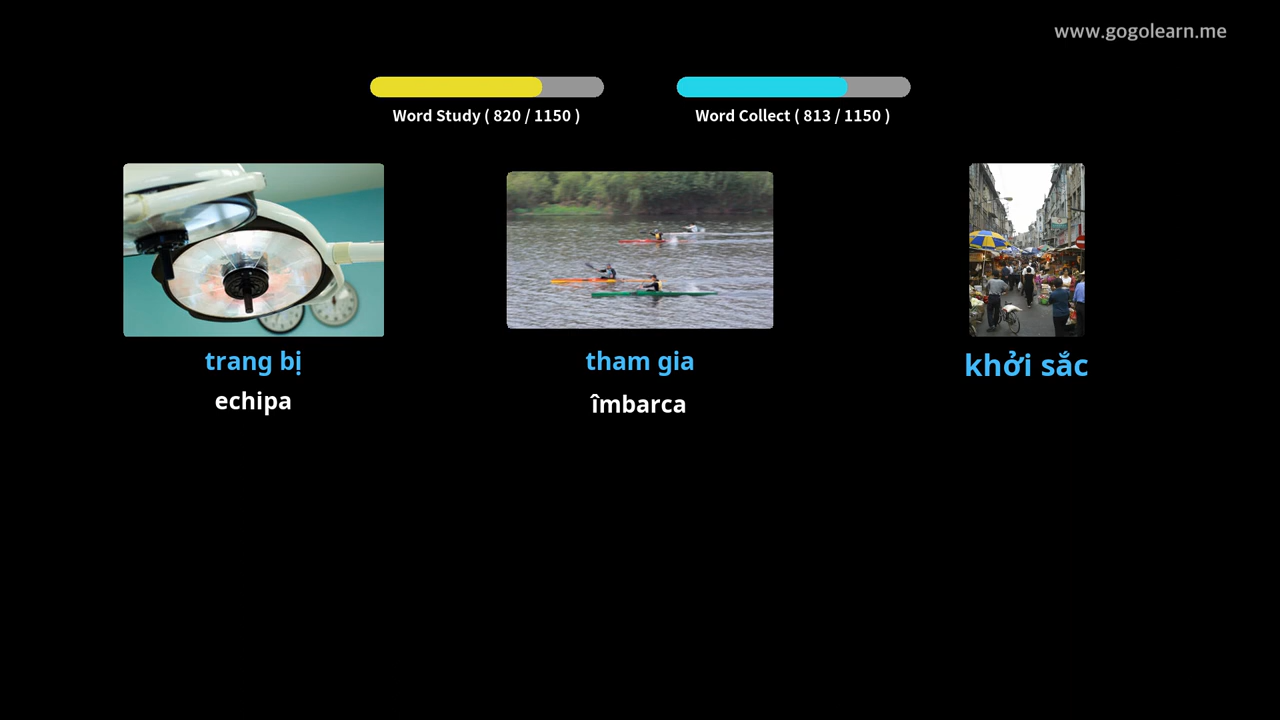 www.gogolearn.me
Word Study ( 820 / 1150 )
Word Collect ( 813 / 1150 )
trang bị
echipa
tham gia
îmbarca
khởi sắc